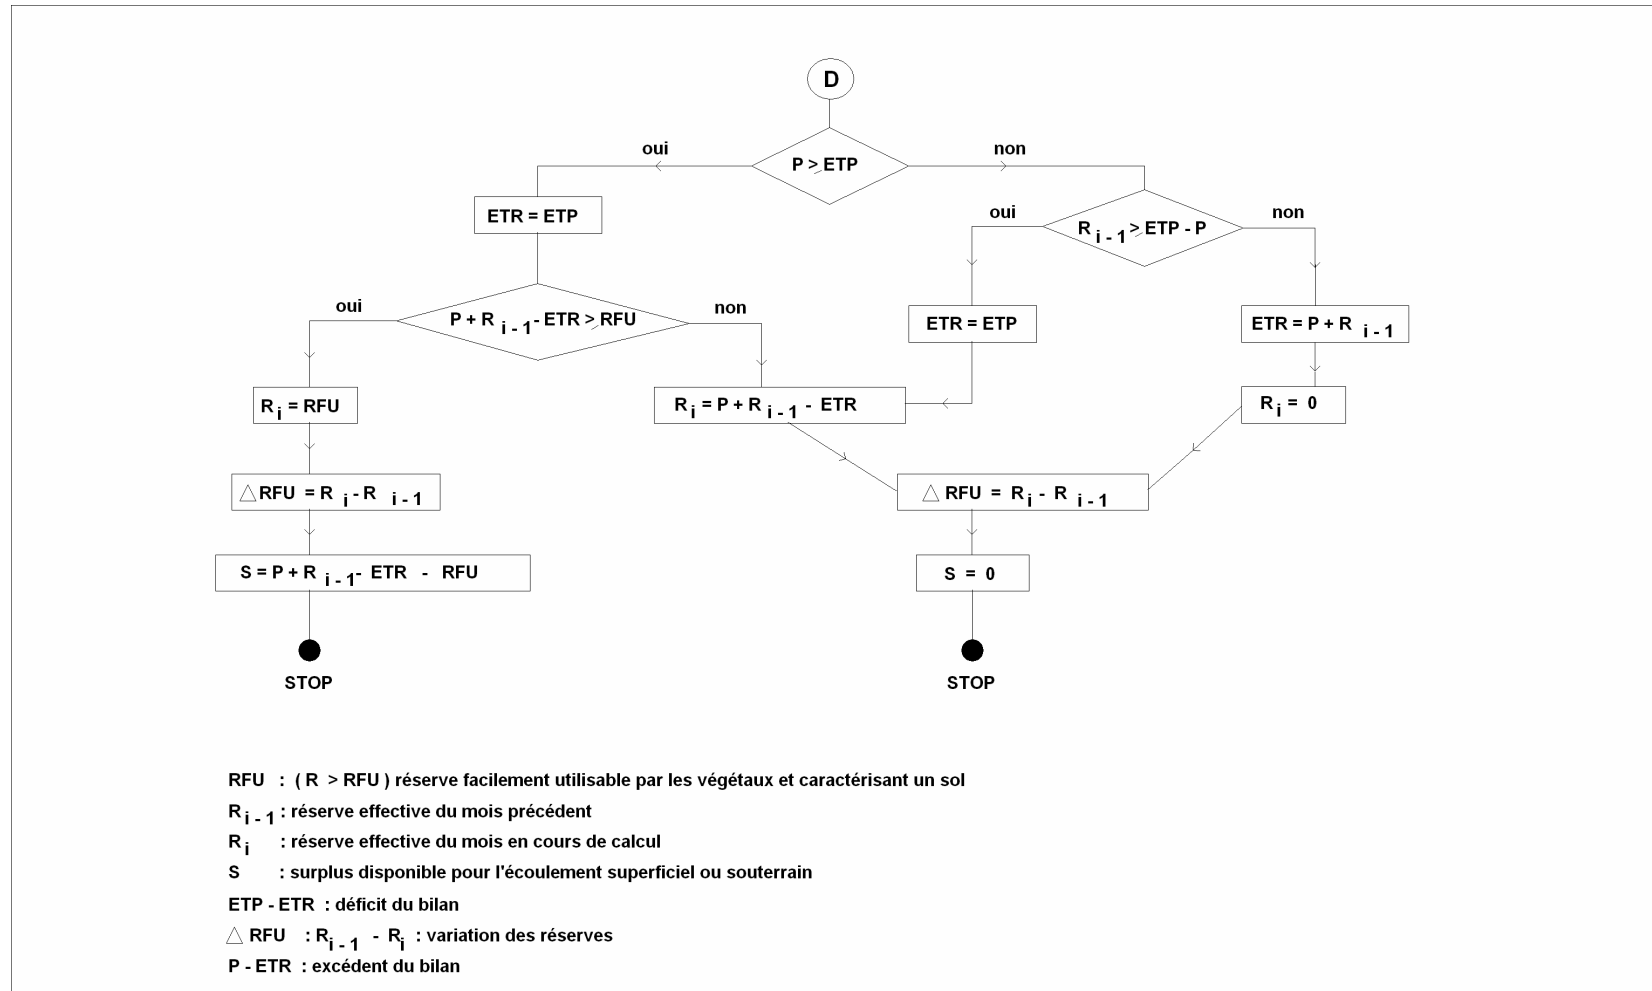 D
P ≥ ETP
oui
non
ETR = ETP
R i - 1 ≥ ETP - P
oui
non
P + R i - 1 - ETR ≥ RFU
oui
non
ETR = ETP
ETR = P + R i - 1
R i = RFU
R i = P + R i - 1 - ETR
R i = 0
△ RFU = R i - R i - 1
△ RFU = R i - R i - 1
S = P + R i - 1 - ETR - RFU
S = 0
STOP
STOP
RFU : ( R > RFU ) réserve facilement utilisable par les végétaux et caractérisant un sol
R i - 1 : réserve effective du mois précédent
R i : réserve effective du mois en cours de calcul
S : surplus disponible pour l'écoulement superficiel ou souterrain
ETP - ETR : déficit du bilan
△ RFU : R i - 1 - R i : variation des réserves
P - ETR : excédent du bilan